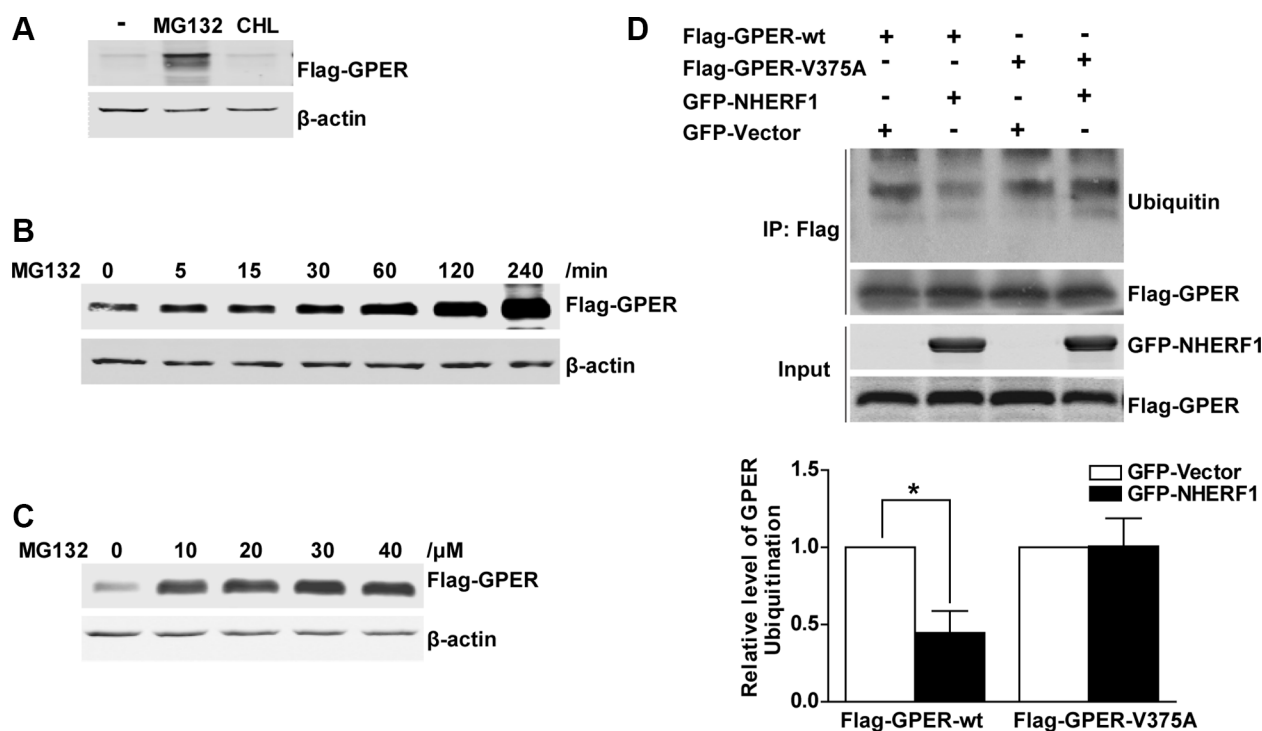 A
- MG132 CHL
Flag-GPER
β-actin
B
MG132 0 5 15 30 60 120 240 /min
Flag-GPER
β-actin
C
MG132 0 10 20 30 40 /μM
Flag-GPER
β-actin
D
Flag-GPER-wt + + - -
Flag-GPER-V375A - - + +
GFP-NHERF1 - + - +
GFP-Vector + - + -
IP: Flag
Ubiquitin
Flag-GPER
Input
GFP-NHERF1
Flag-GPER
Relative level of GPER
Ubiquitination
1.5
1.0
0.5
0.0
*
GFP-Vector
GFP-NHERF1
Flag-GPER-wt
Flag-GPER-V375A